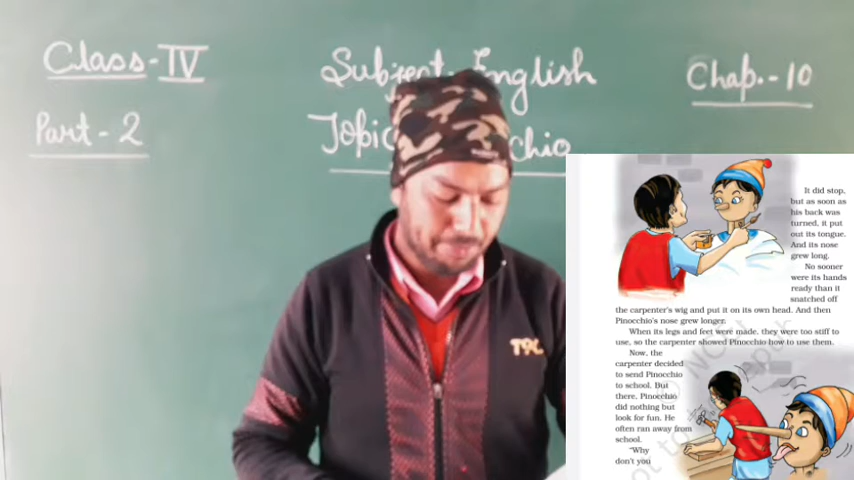 Class-IV
Subject English
Chap.-10
Part-2
It did stop,
but as soon as
his back was
turned, it put
out its tongue.
And its nose
grew long.
No sooner
were its hands
ready than it
snatched off
the carpenter's wig and put it on its own head. And then
Pinocchio's nose grew longer.
When its legs and feet were made, they were too stiff to
use, so the carpenter showed Pinocchio how to use them.
Now, the
carpenter decided
to send Pinocchio
to school. But
there, Pinocchio
did nothing but
look for fun. He
often ran away from
school.
"Why
don't you